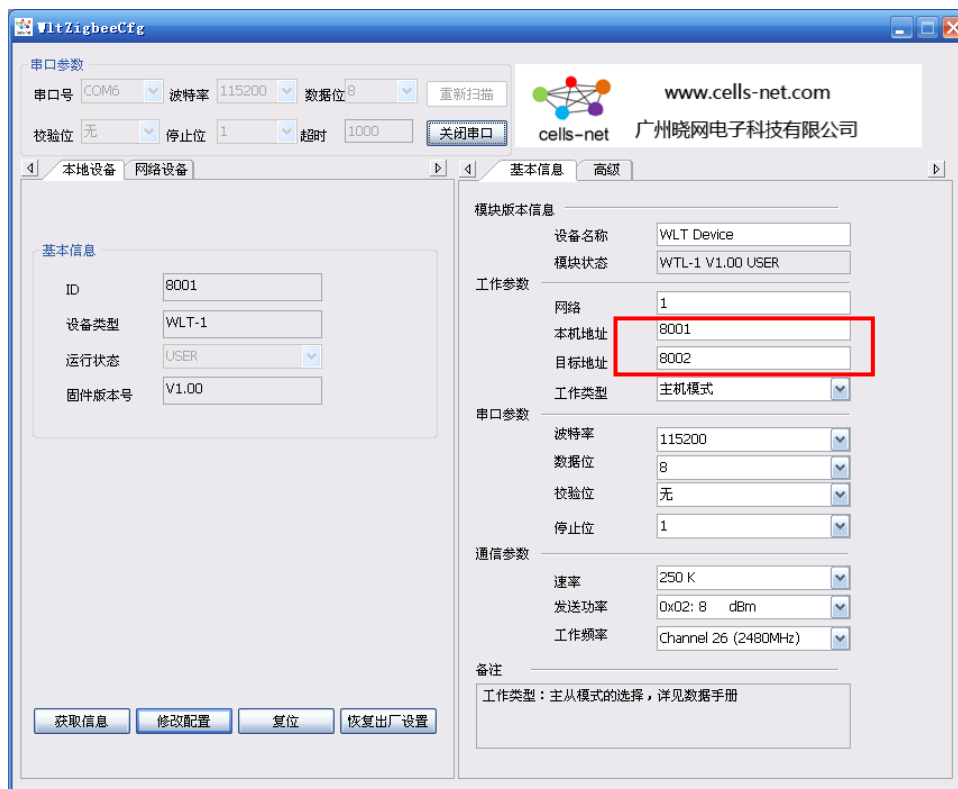 WltZigbeeCfg
串口参数
串口号 COM6 波特率 115200 数据位 8 重新扫描
校验位 无 停止位 1 超时 1000 关闭串口
cells-net
www.cells-net.com
广州晓网电子科技有限公司
本地设备 网络设备
基本信息
ID 8001
设备类型 WLT-1
运行状态 USER
固件版本号 V1.00
获取信息 修改配置 复位 恢复出厂设置
基本信息 高级
模块版本信息
设备名称 WLT Device
模块状态 WTL-1 V1.00 USER
工作参数
网络 1
本机地址 8001
目标地址 8002
工作类型 主机模式
串口参数
波特率 115200
数据位 8
校验位 无
停止位 1
通信参数
速率 250 K
发送功率 0x02: 8 dBm
工作频率 Channel 26 (2480MHz)
备注
工作类型：主从模式的选择，详见数据手册